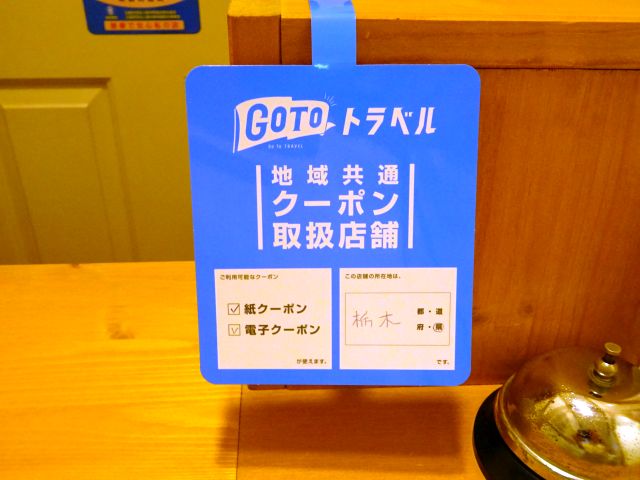 GOTO トラベル
Go To TRAVEL
地域共通
クーポン
取扱店舗
ご利用可能なクーポン
紙クーポン
電子クーポン
が使えます。
この店舗の所在地は、
栃木
都・道
府・県
です。